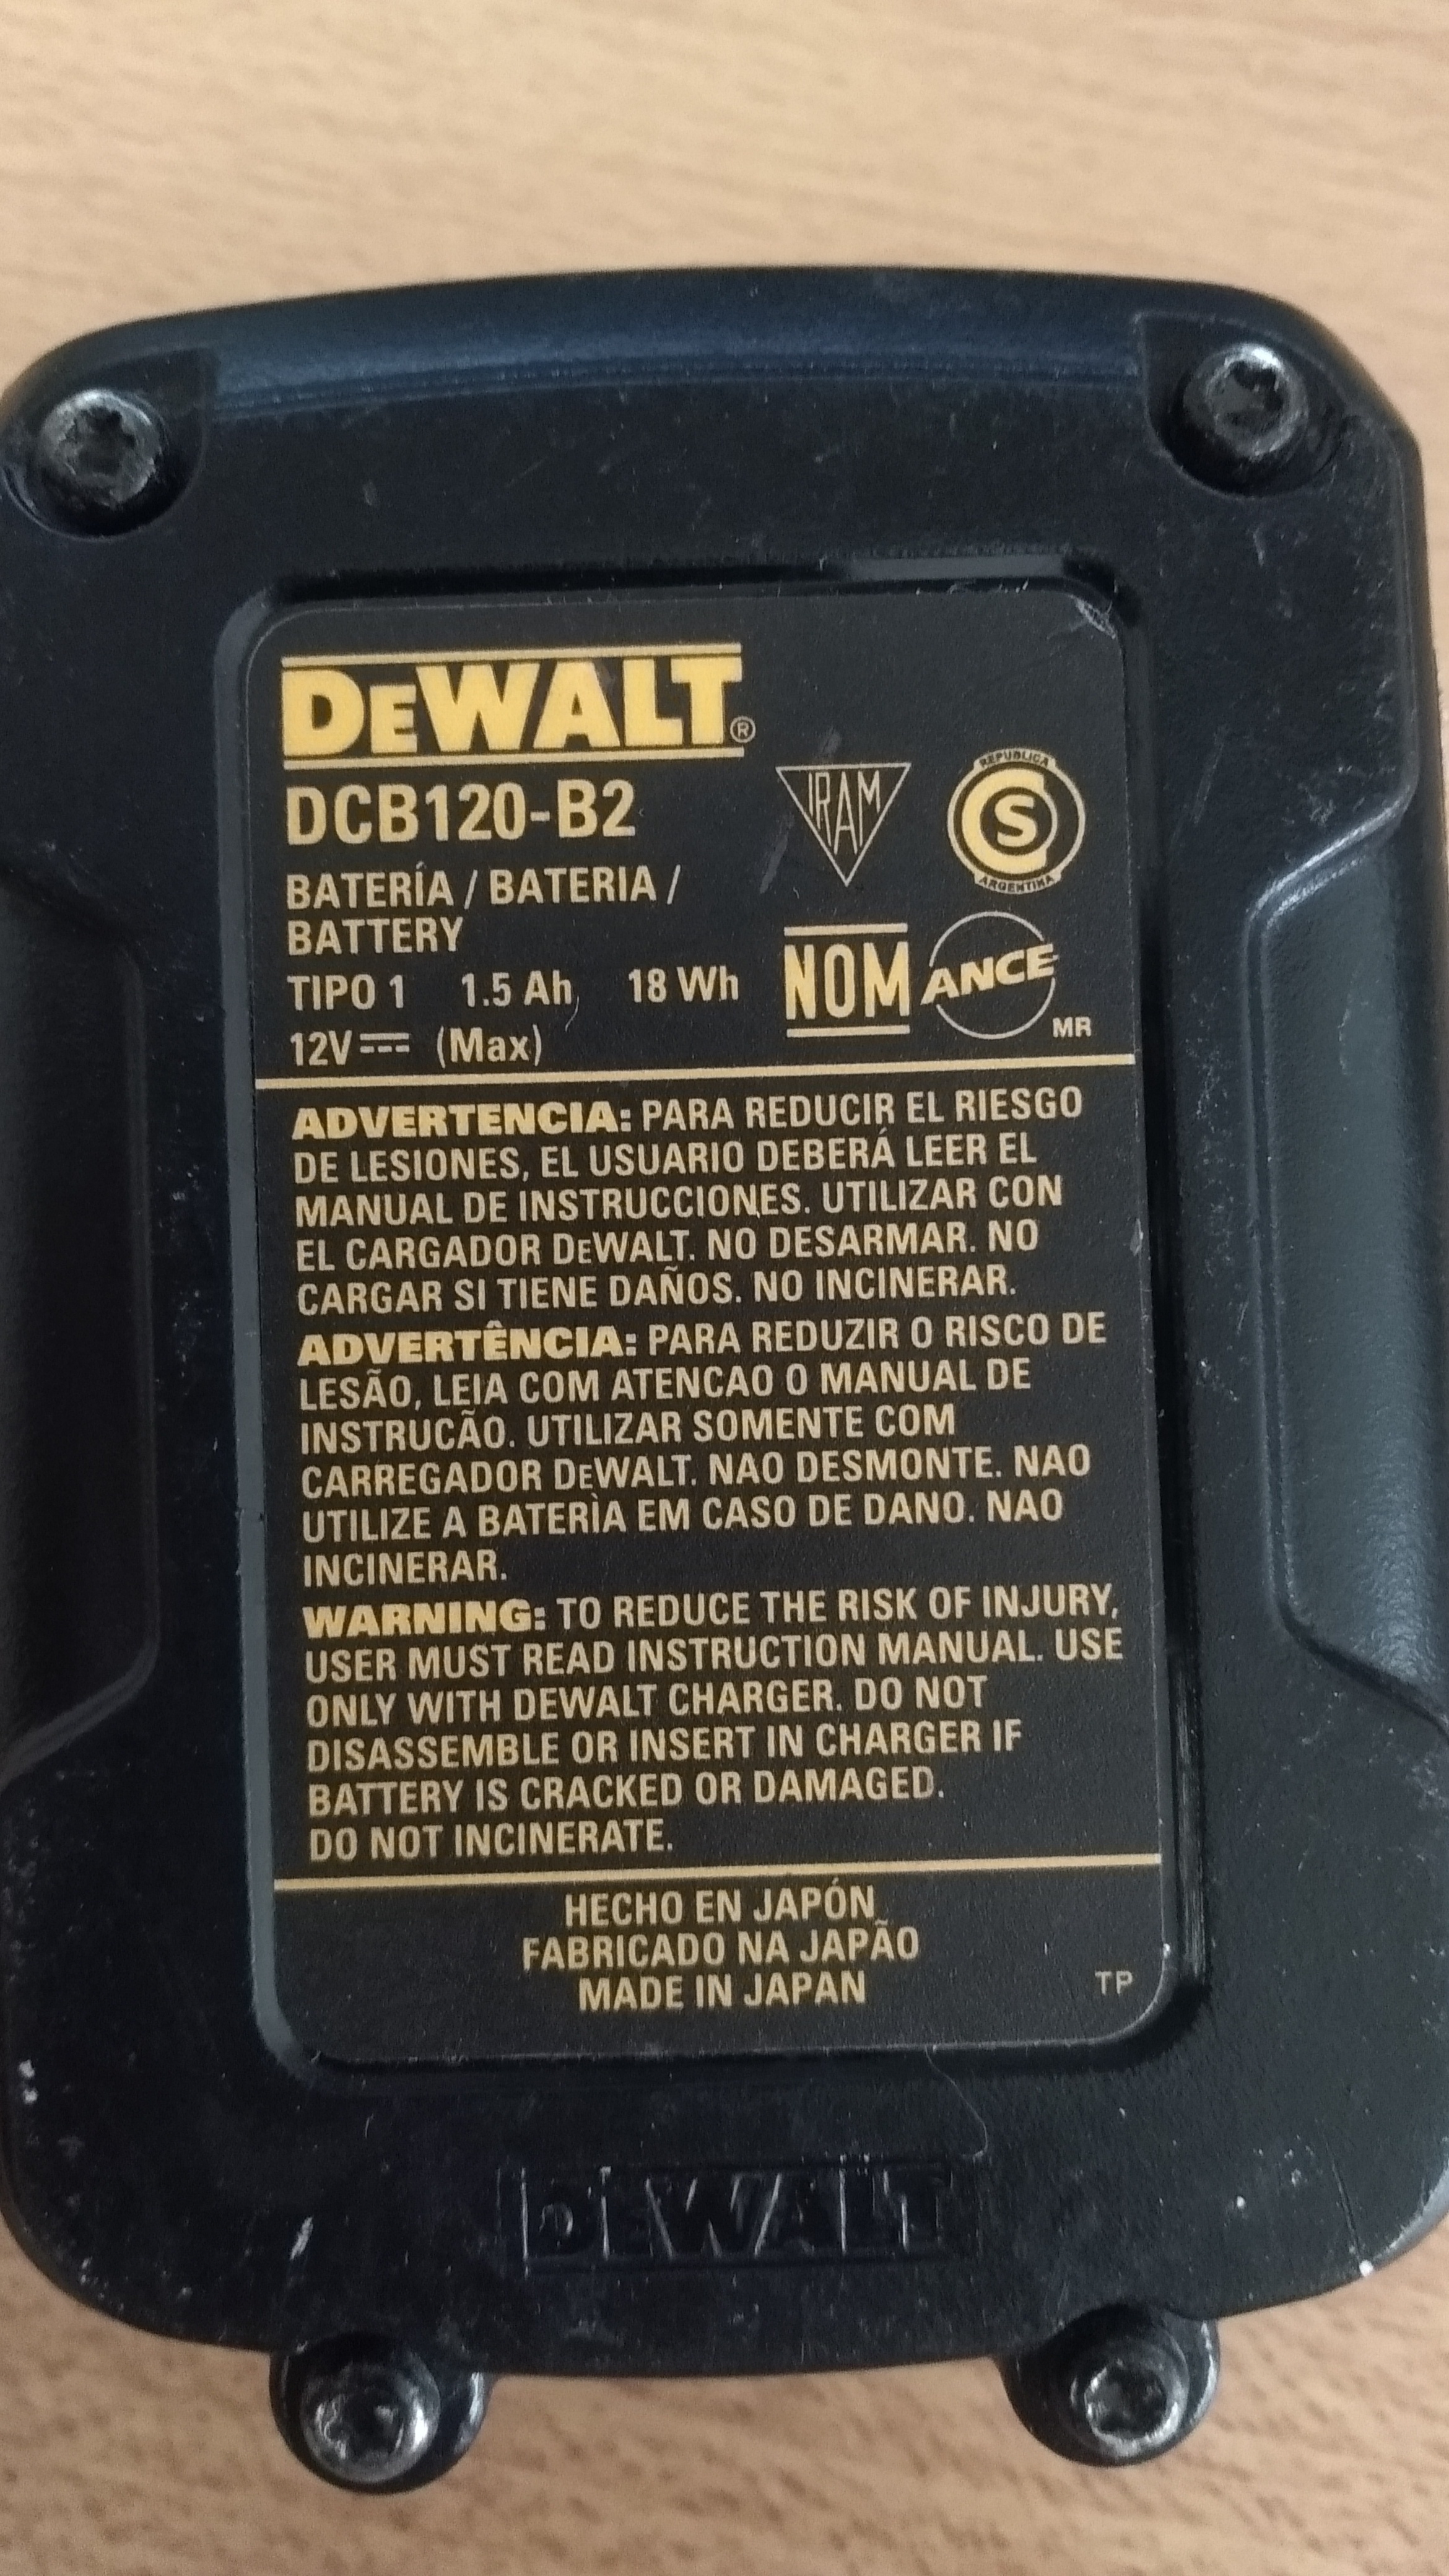 DEWALT®
DCB120-B2
BATERÍA / BATERIA /
BATTERY
TIPO 1 1.5 Ah 18 Wh
12V⎓ (Max)
IRAM
REPUBLICA
S
ARGENTINA
NOM ANCE
MR
ADVERTENCIA: PARA REDUCIR EL RIESGO
DE LESIONES, EL USUARIO DEBERÁ LEER EL
MANUAL DE INSTRUCCIONES. UTILIZAR CON
EL CARGADOR DEWALT. NO DESARMAR. NO
CARGAR SI TIENE DAÑOS. NO INCINERAR.
ADVERTÊNCIA: PARA REDUZIR O RISCO DE
LESÃO, LEIA COM ATENCAO O MANUAL DE
INSTRUCÃO. UTILIZAR SOMENTE COM
CARREGADOR DEWALT. NAO DESMONTE. NAO
UTILIZE A BATERÌA EM CASO DE DANO. NAO
INCINERAR.
WARNING: TO REDUCE THE RISK OF INJURY,
USER MUST READ INSTRUCTION MANUAL. USE
ONLY WITH DEWALT CHARGER. DO NOT
DISASSEMBLE OR INSERT IN CHARGER IF
BATTERY IS CRACKED OR DAMAGED.
DO NOT INCINERATE.
HECHO EN JAPÓN
FABRICADO NA JAPÃO
MADE IN JAPAN
TP
DEWALT